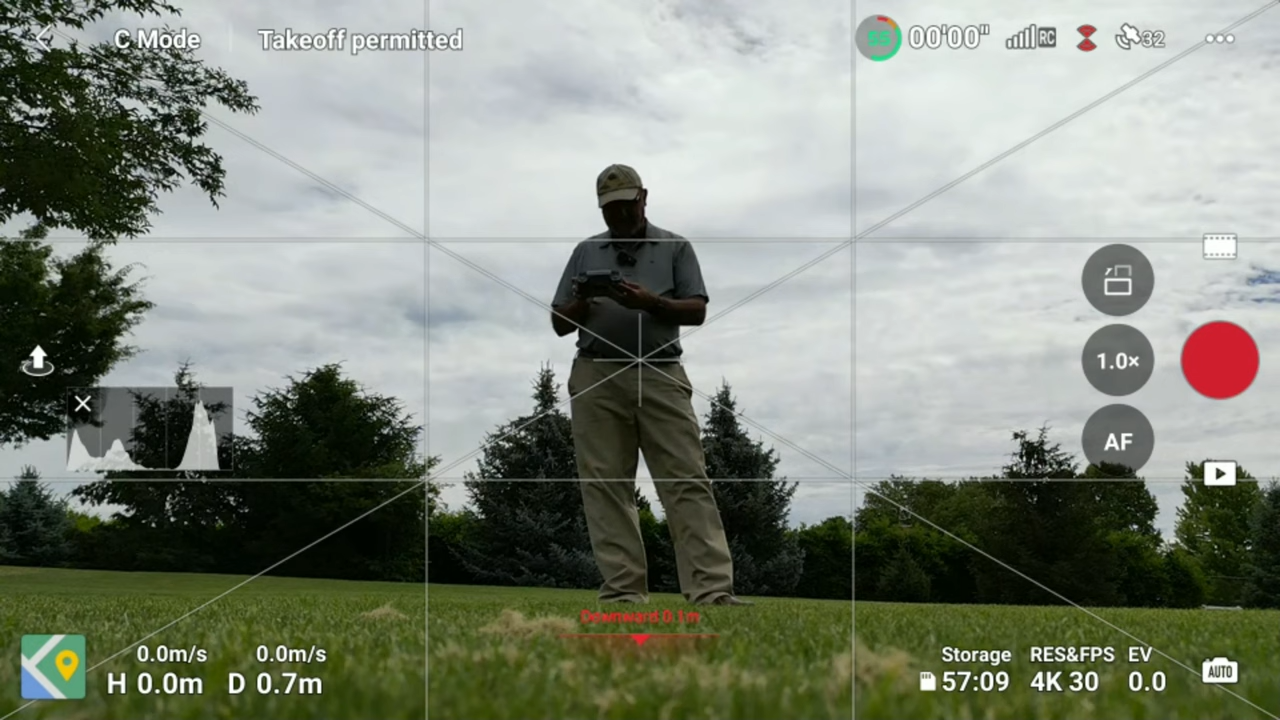 C Mode
Takeoff permitted
55
00'00"
RC
32
1.0×
AF
Downward 0.1m
0.0m/s
0.0m/s
H 0.0m
D 0.7m
Storage
RES&FPS
EV
57:09
4K 30
0.0
AUTO